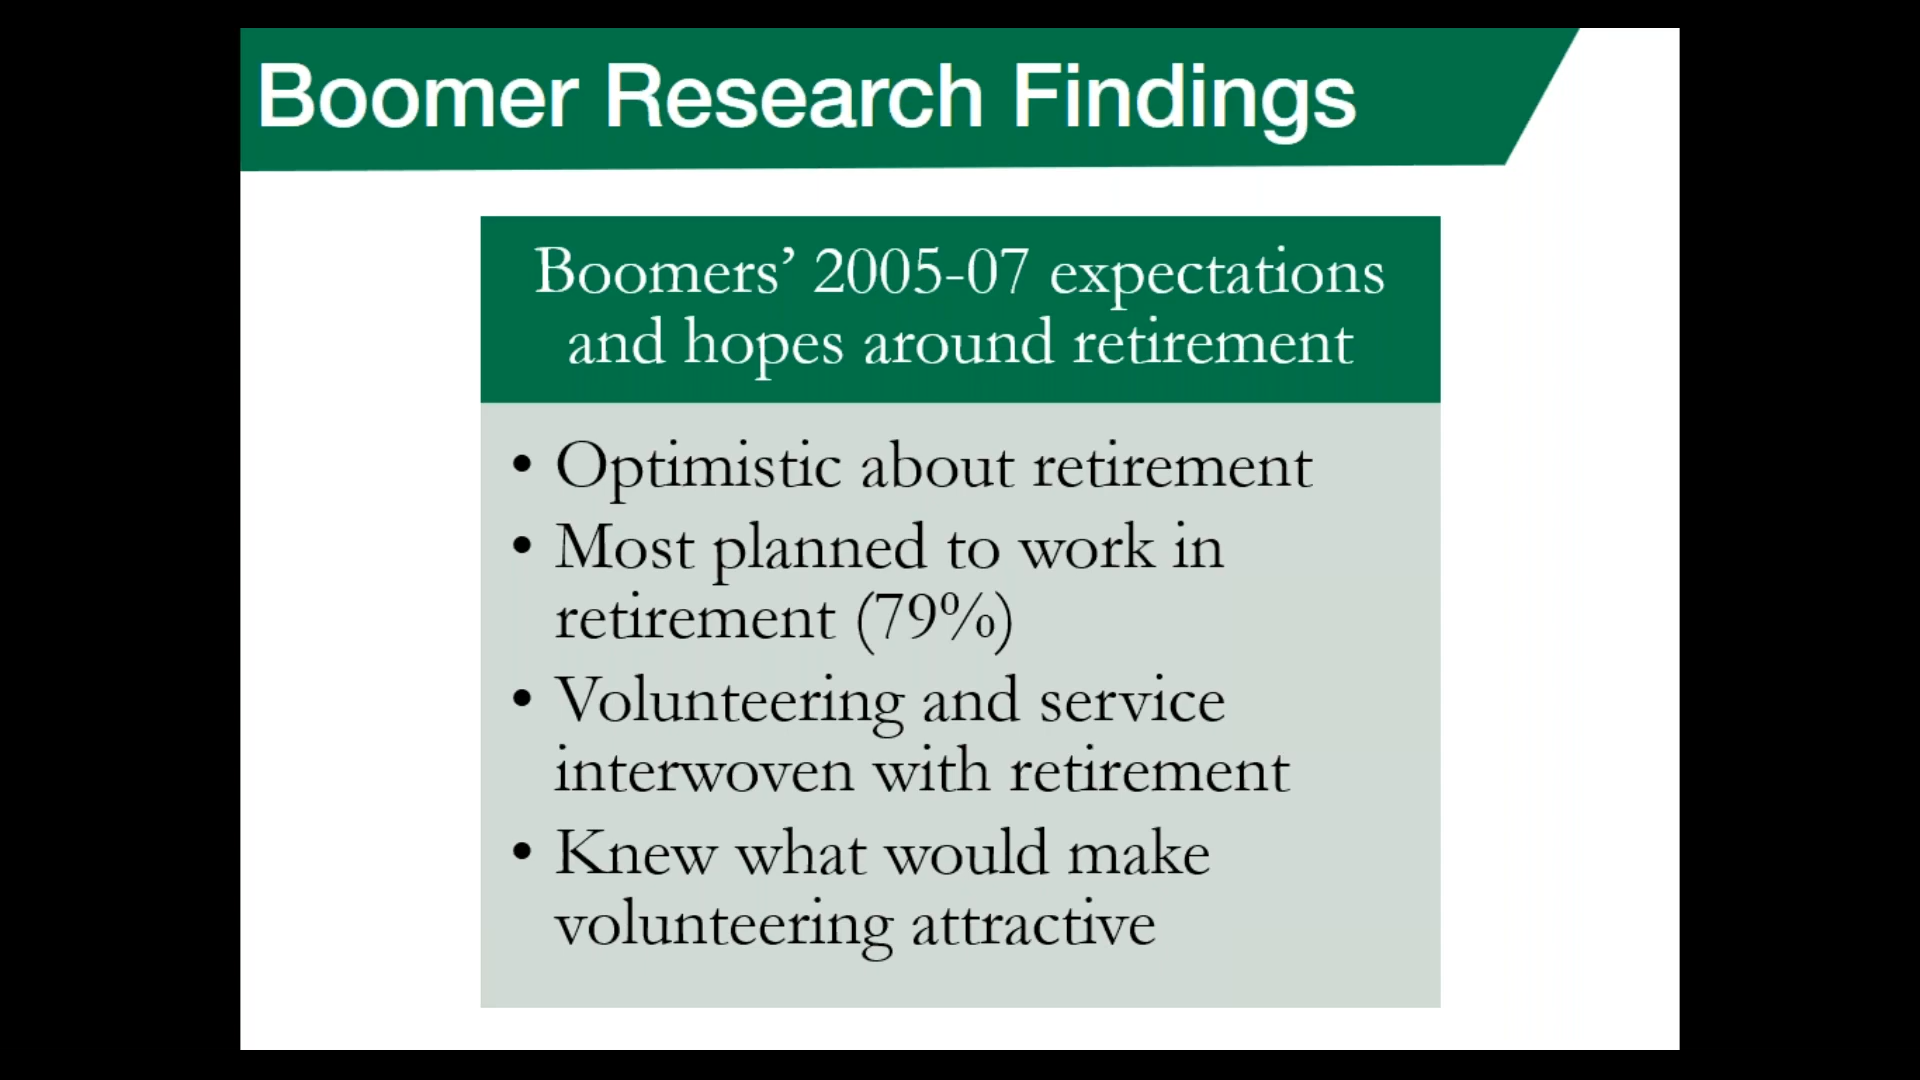 Boomer Research Findings
Boomers’ 2005-07 expectations
and hopes around retirement
• Optimistic about retirement
• Most planned to work in
retirement (79%)
• Volunteering and service
interwoven with retirement
• Knew what would make
volunteering attractive